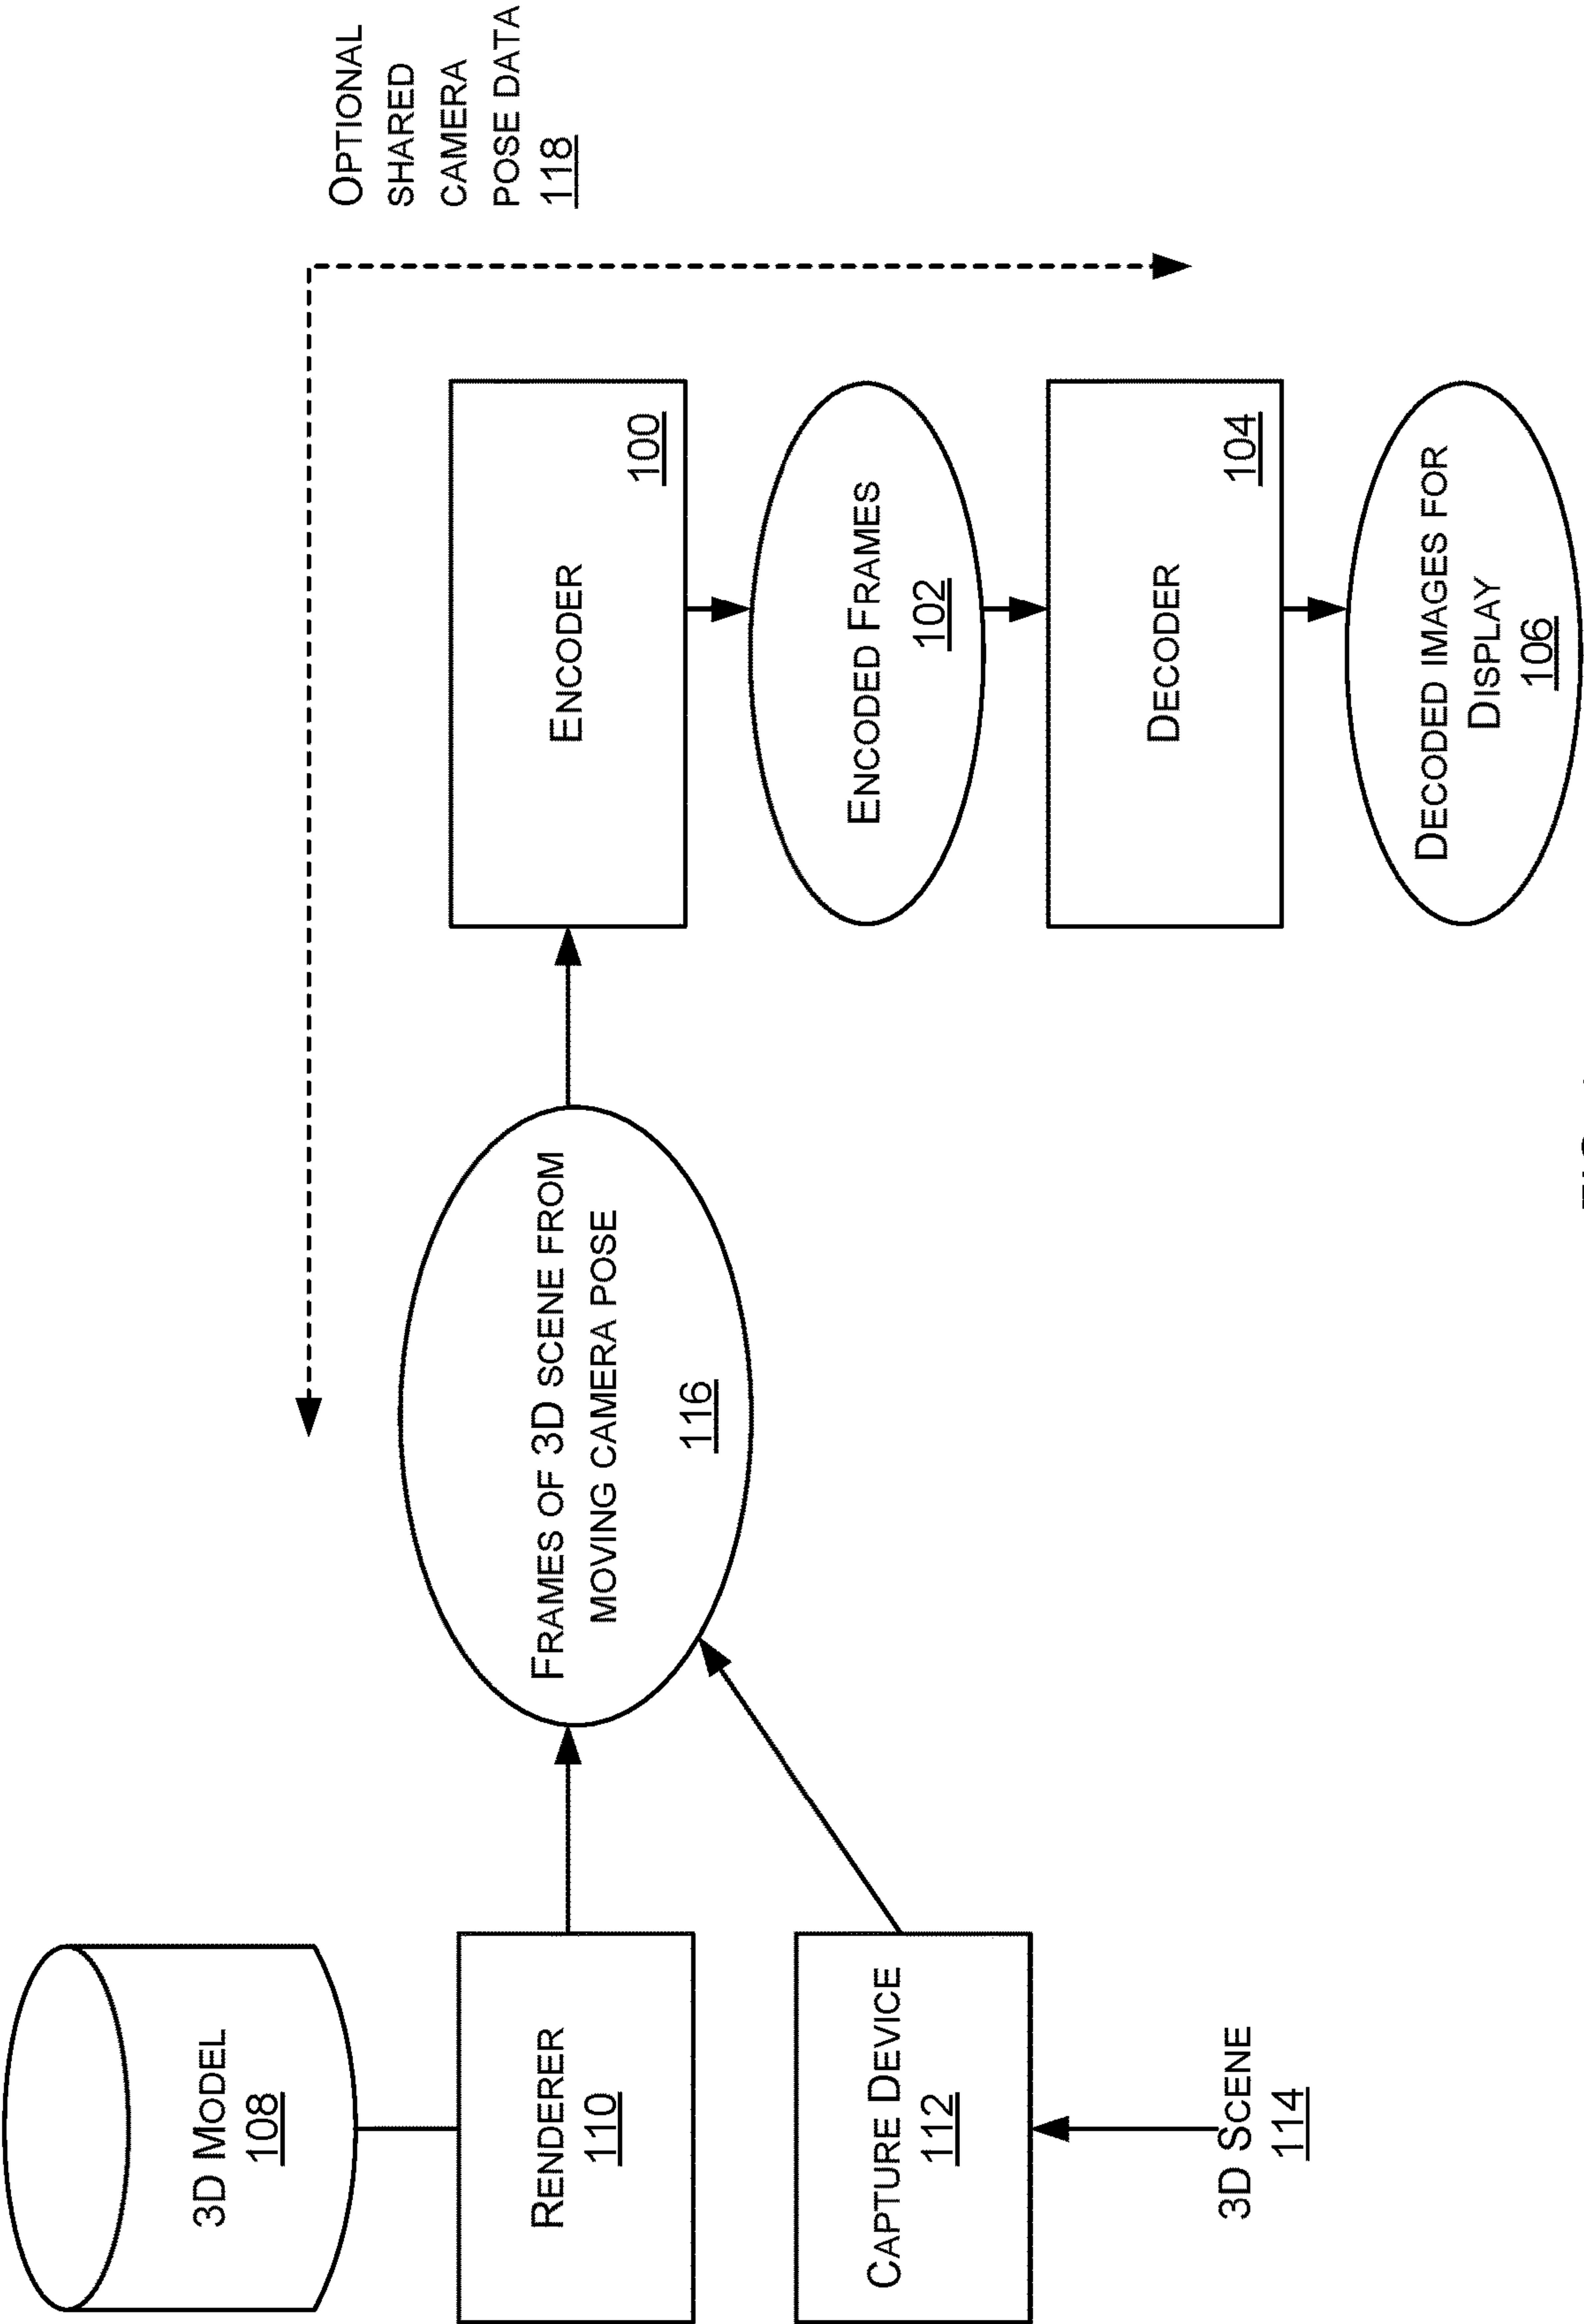 3D MODEL
108
RENDERER
110
CAPTURE DEVICE
112
3D SCENE
114
FRAMES OF 3D SCENE FROM
MOVING CAMERA POSE
116
OPTIONAL
SHARED
CAMERA
POSE DATA
118
ENCODER
100
ENCODED FRAMES
102
DECODER
104
DECODED IMAGES FOR
DISPLAY
106